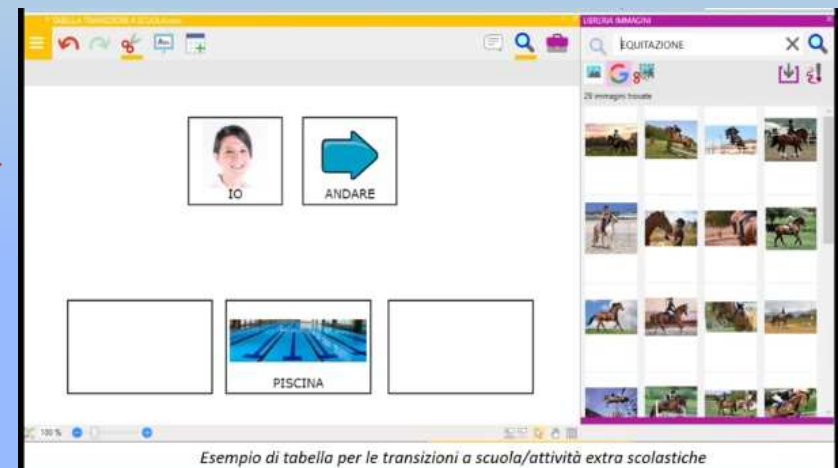 TABELLA TRANSIZIONE A SCUOLA
LIBRERIA IMMAGINI
EQUITAZIONE
29 immagini trovate
IO
ANDARE
PISCINA
100 %
Esempio di tabella per le transizioni a scuola/attività extra scolastiche